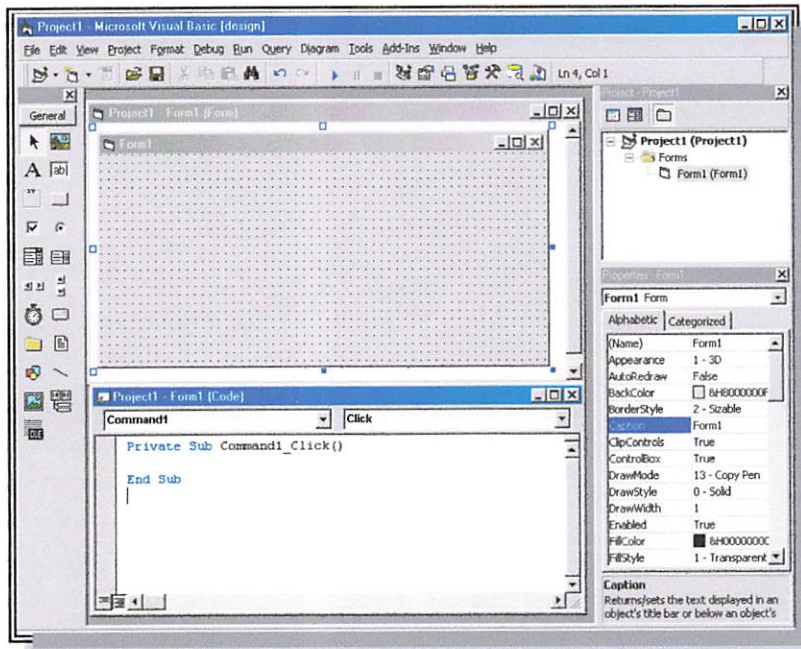 Project1 - Microsoft Visual Basic [design]
File Edit View Project Format Debug Run Query Diagram Tools Add-Ins Window Help
Ln 4, Col 1
General
A
ab
XY
OLE
Project1 - Form1 (Form)
Form1
Project1 - Form1 (Code)
Command1 Click
Private Sub Command1_Click()
End Sub
Project - Project1
Project1 (Project1)
Forms
Form1 (Form1)
Properties - Form1
Form1 Form
Alphabetic Categorized
(Name) Form1
Appearance 1 - 3D
AutoRedraw False
BackColor &H8000000F
BorderStyle 2 - Sizable
Caption Form1
ClipControls True
ControlBox True
DrawMode 13 - Copy Pen
DrawStyle 0 - Solid
DrawWidth 1
Enabled True
FillColor &H0000000C
FillStyle 1 - Transparent
Caption
Returns/sets the text displayed in an
object's title bar or below an object's